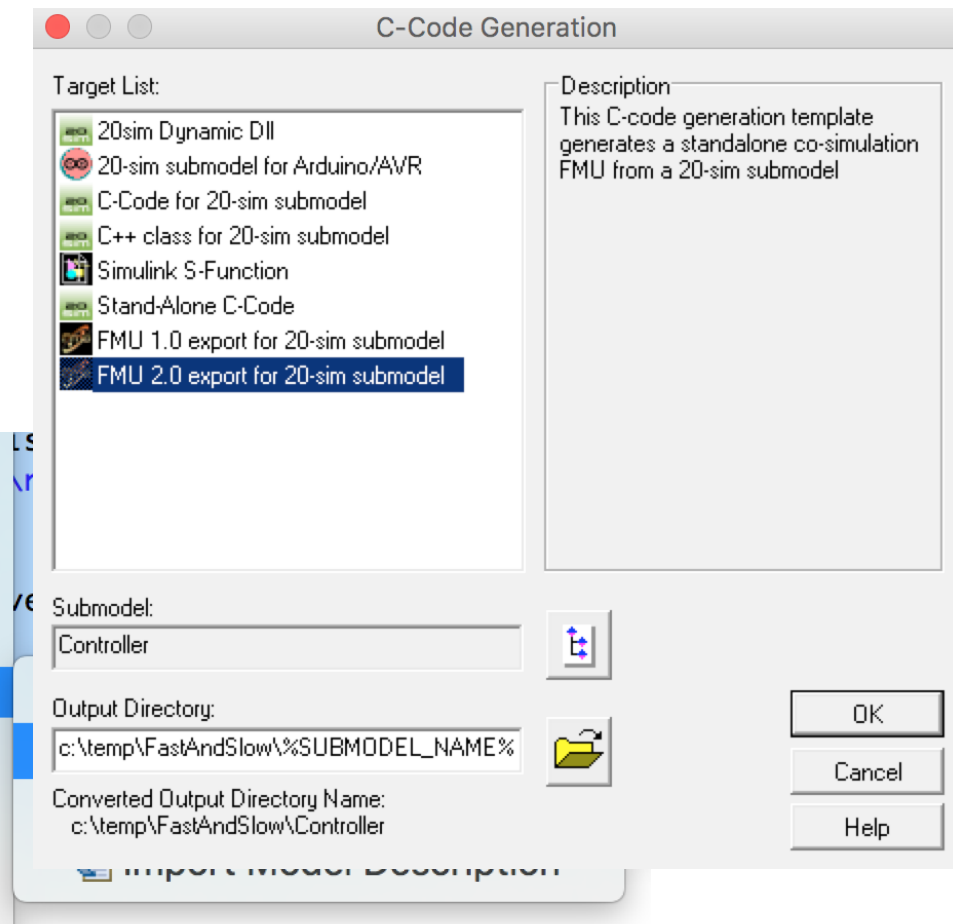 C-Code Generation
Target List:
20sim Dynamic Dll
20-sim submodel for Arduino/AVR
C-Code for 20-sim submodel
C++ class for 20-sim submodel
Simulink S-Function
Stand-Alone C-Code
FMU 1.0 export for 20-sim submodel
FMU 2.0 export for 20-sim submodel
Description
This C-code generation template
generates a standalone co-simulation
FMU from a 20-sim submodel
Submodel:
Controller
Output Directory:
c:\temp\FastAndSlow\%SUBMODEL_NAME%
Converted Output Directory Name:
c:\temp\FastAndSlow\Controller
OK
Cancel
Help
Import Model Description